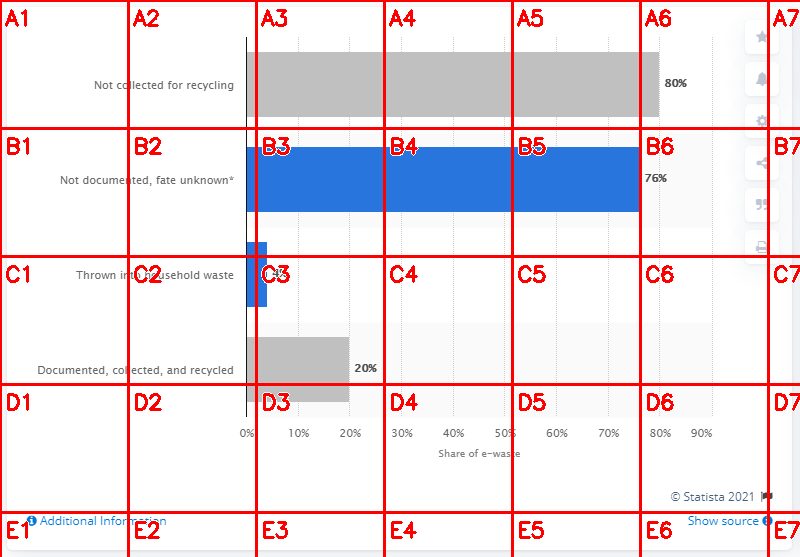 A1 A2 A3 A4 A5 A6 A7
Not collected for recycling 80%
B1 B2 B3 B4 B5 B6 B7
Not documented, fate unknown* 76%
C1 C2 C3 C4 C5 C6 C7
Thrown into household waste 4%
Documented, collected, and recycled 20%
D1 D2 D3 D4 D5 D6 D7
0% 10% 20% 30% 40% 50% 60% 70% 80% 90%
Share of e-waste
© Statista 2021
E1 E2 E3 E4 E5 E6 E7
Additional Information Show source